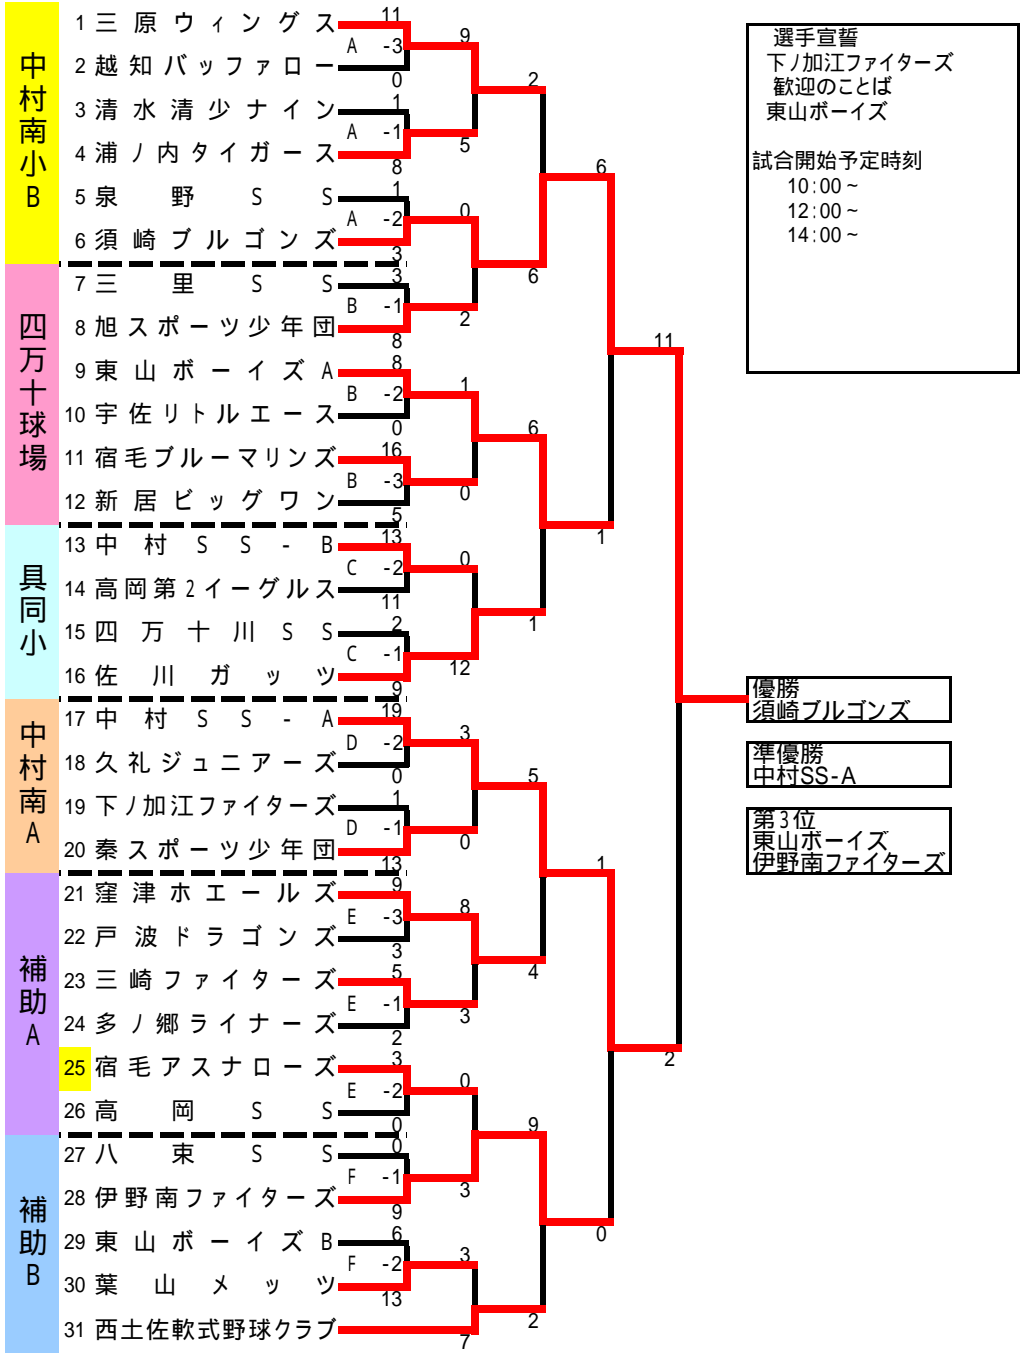 中村南小B
1 三原ウィングス 11
A -3
2 越知バッファロー 0
9
3 清水清少ナイン 1
A -1
4 浦ノ内タイガース 8
5
2
5 泉野SS 1
A -2
6 須崎ブルゴンズ 3
0
6
四万十球場
7 三里SS 3
B -1
8 旭スポーツ少年団 8
2
6
9 東山ボーイズA 8
B -2
10 宇佐リトルエース 0
1
6
11 宿毛ブルーマリンズ 16
B -3
12 新居ビッグワン 5
0
1
具同小
13 中村SS-B 13
C -2
14 高岡第2イーグルス 11
0
15 四万十川SS 2
C -1
16 佐川ガッツ 9
12
1
11
中村南A
17 中村SS-A 19
D -2
18 久礼ジュニアーズ 0
3
5
19 下ノ加江ファイターズ 1
D -1
20 秦スポーツ少年団 13
0
1
補助A
21 窪津ホエールズ 9
E -3
22 戸波ドラゴンズ 3
8
4
23 三崎ファイターズ 5
E -1
24 多ノ郷ライナーズ 2
3
25 宿毛アスナローズ 3
E -2
26 高岡SS 0
0
9
2
補助B
27 八束SS 0
F -1
28 伊野南ファイターズ 9
3
0
29 東山ボーイズB 6
F -2
30 葉山メッツ 13
3
2
31 西土佐軟式野球クラブ
7
選手宣誓
下ノ加江ファイターズ
歓迎のことば
東山ボーイズ
試合開始予定時刻
10:00～
12:00～
14:00～
優勝
須崎ブルゴンズ
準優勝
中村SS-A
第3位
東山ボーイズ
伊野南ファイターズ